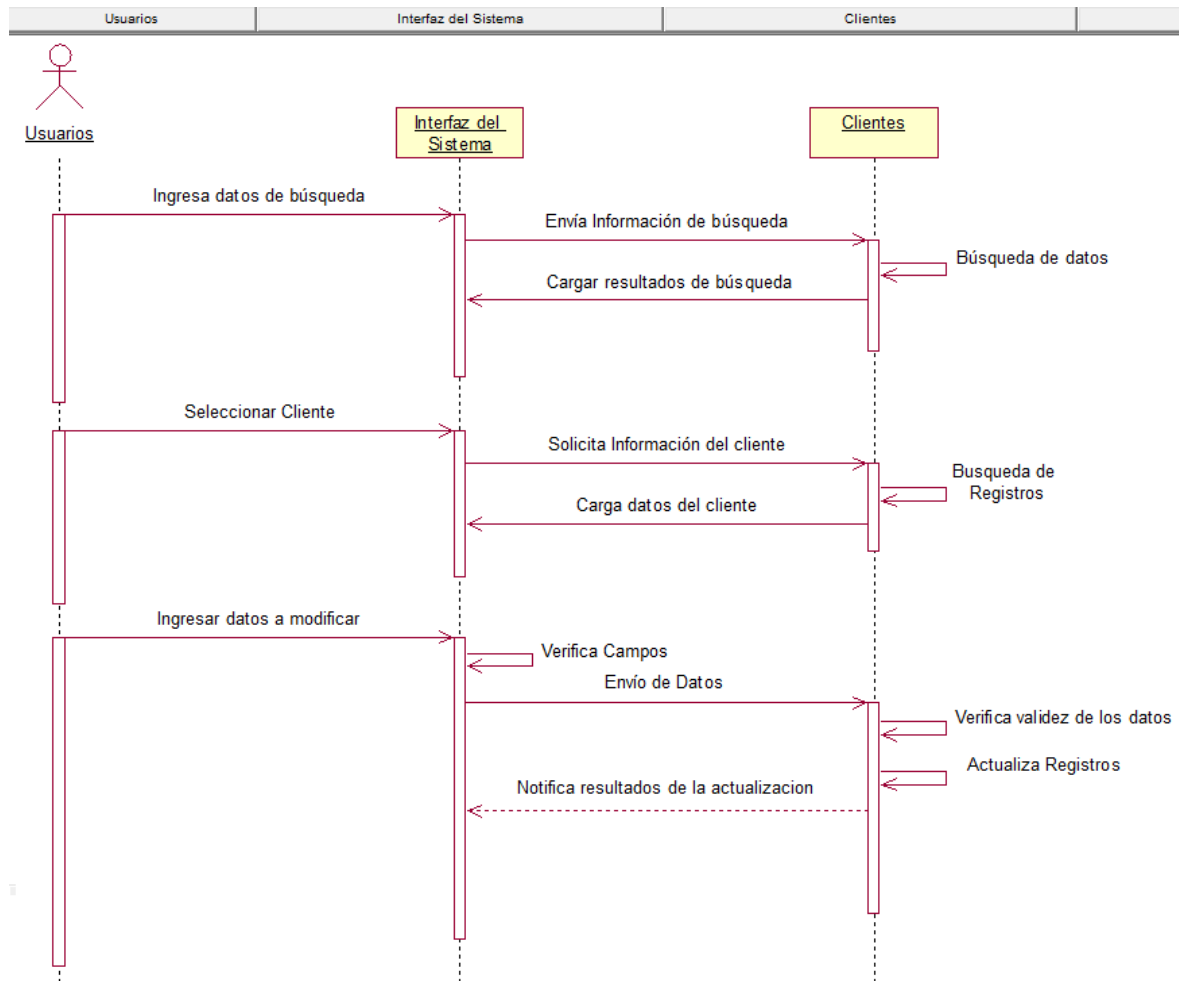 Usuarios
Interfaz del Sistema
Clientes
Usuarios
Interfaz del
Sistema
Clientes
Ingresa datos de búsqueda
Envía Información de búsqueda
Búsqueda de datos
Cargar resultados de búsqueda
Seleccionar Cliente
Solicita Información del cliente
Busqueda de
Registros
Carga datos del cliente
Ingresar datos a modificar
Verifica Campos
Envío de Datos
Verifica validez de los datos
Actualiza Registros
Notifica resultados de la actualizacion